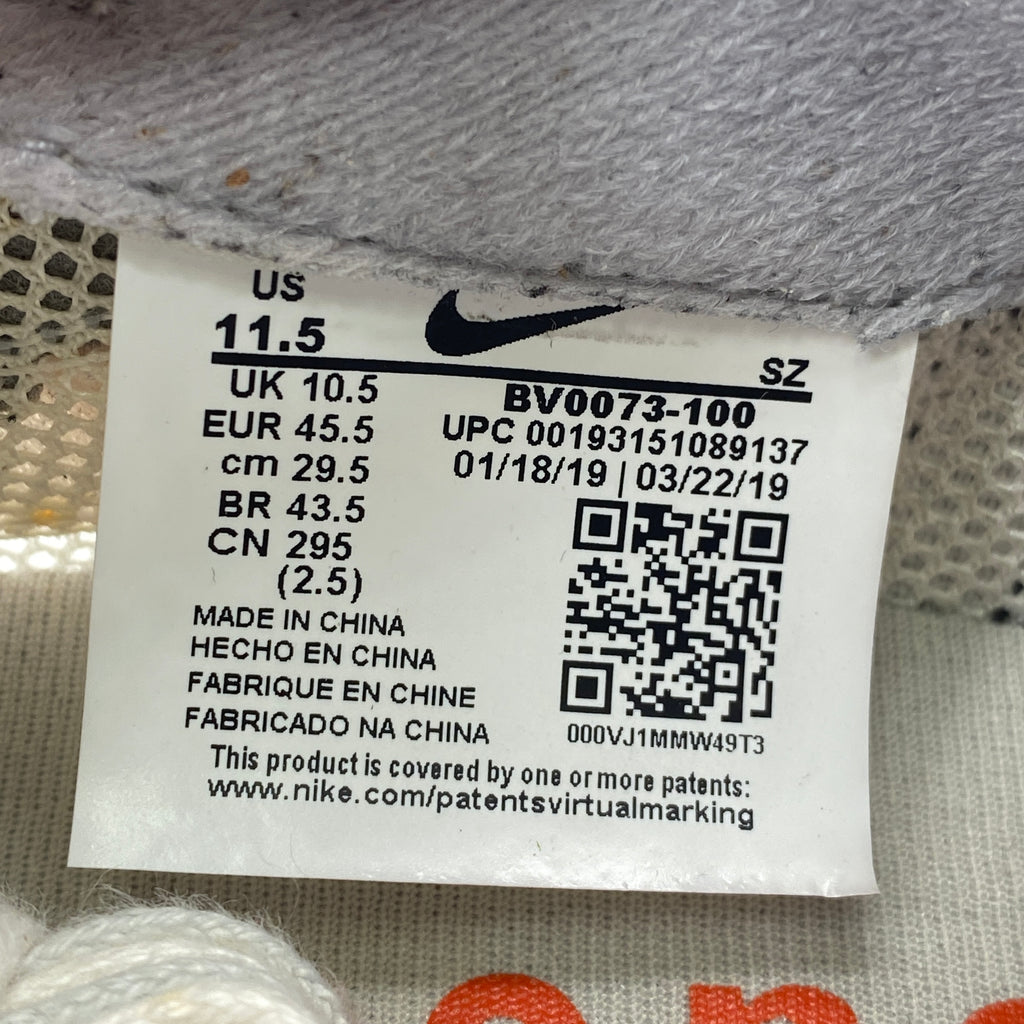 US
11.5
SZ
UK 10.5
BV0073-100
EUR 45.5
UPC 00193151089137
cm 29.5
01/18/19 | 03/22/19
BR 43.5
CN 295
(2.5)
MADE IN CHINA
HECHO EN CHINA
FABRIQUE EN CHINE
FABRICADO NA CHINA
000VJ1MMW49T3
This product is covered by one or more patents:
www.nike.com/patentsvirtualmarking